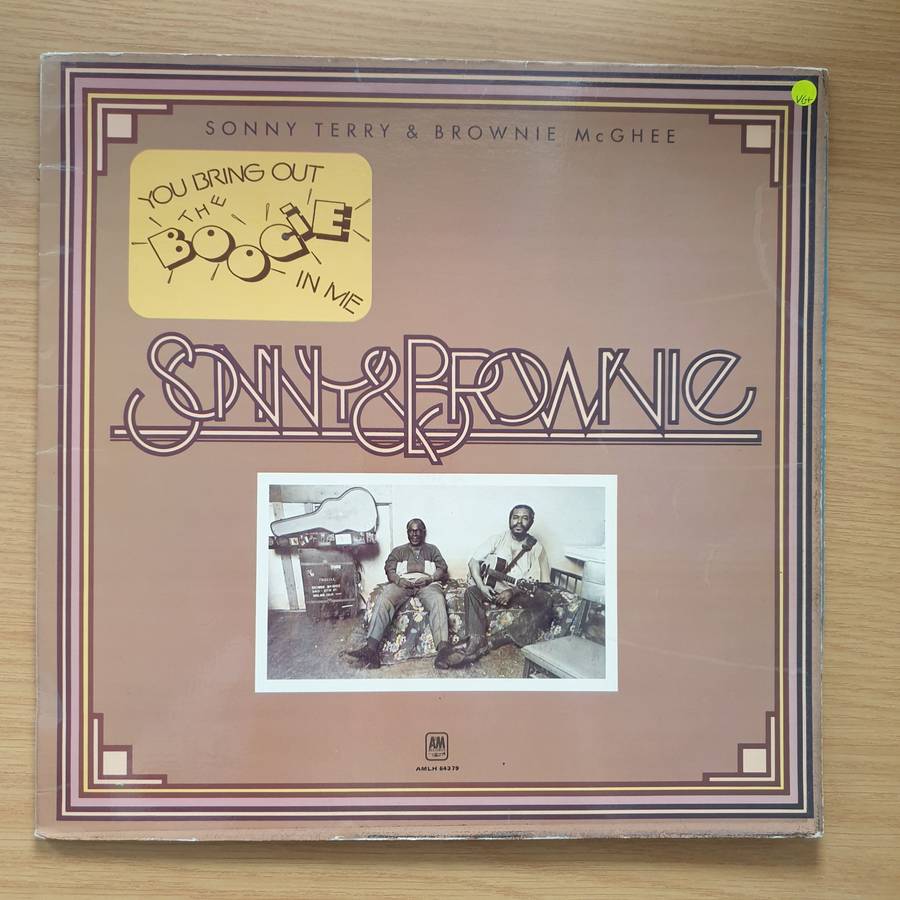 VG+
SONNY TERRY & BROWNIE McGHEE
YOU BRING OUT
THE
BOOGIE
IN ME
SONNY & BROWNIE
A&M
AMLH 64379